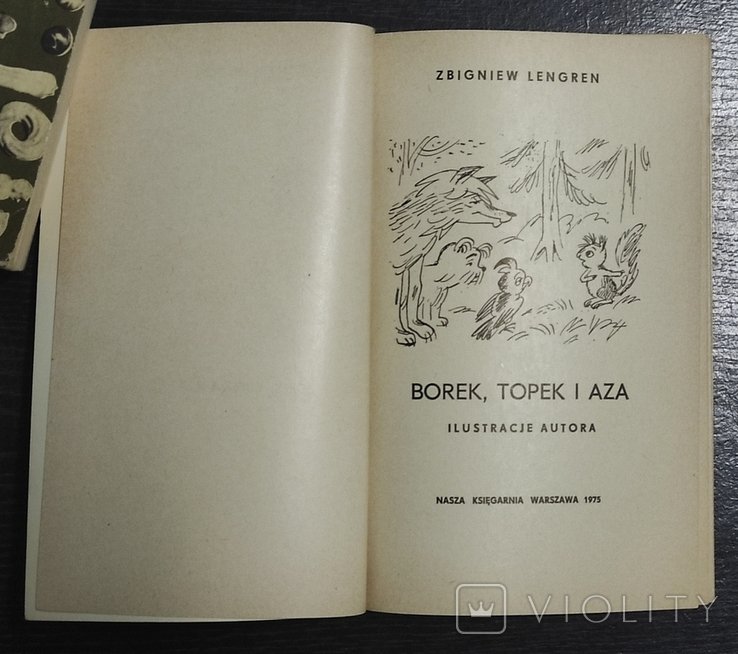 ZBIGNIEW LENGREN
BOREK, TOPEK I AZA
ILUSTRACJE AUTORA
NASZA KSIĘGARNIA WARSZAWA 1975
VIOLITY